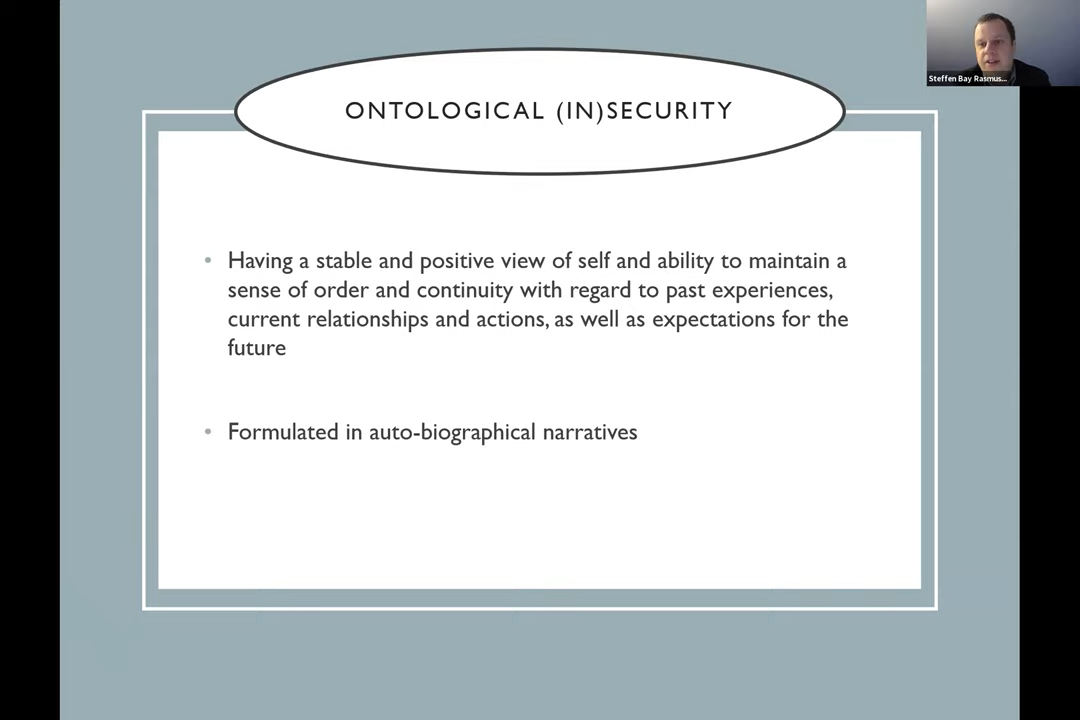 Steffen Bay Rasmus...
ONTOLOGICAL (IN)SECURITY
• Having a stable and positive view of self and ability to maintain a
sense of order and continuity with regard to past experiences,
current relationships and actions, as well as expectations for the
future
• Formulated in auto-biographical narratives